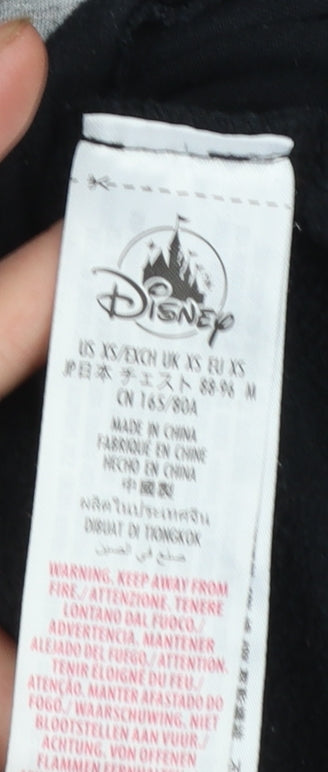 Disney
US XS/EXCH UK XS EU XS
JP日本 チェスト 88-96 M
CN 165/80A
MADE IN CHINA
FABRIQUÉ EN CHINE
HECHO EN CHINA
中國製
ผลิตในประเทศจีน
DIBUAT DI TIONGKOK
صنع في الصين
WARNING, KEEP AWAY FROM
FIRE./ ATTENZIONE. TENERE
LONTANO DAL FUOCO./
ADVERTENCIA. MANTENER
ALEJADO DEL FUEGO./ ATTENTION.
TENIR ÉLOIGNÉ DU FEU./
ATENÇÃO. MANTER AFASTADO DO
FOGO./ WAARSCHUWING. NIET
BLOOTSTELLEN AAN VUUR./
ACHTUNG. VON OFFENEN
FLAMMEN FERNHALTEN